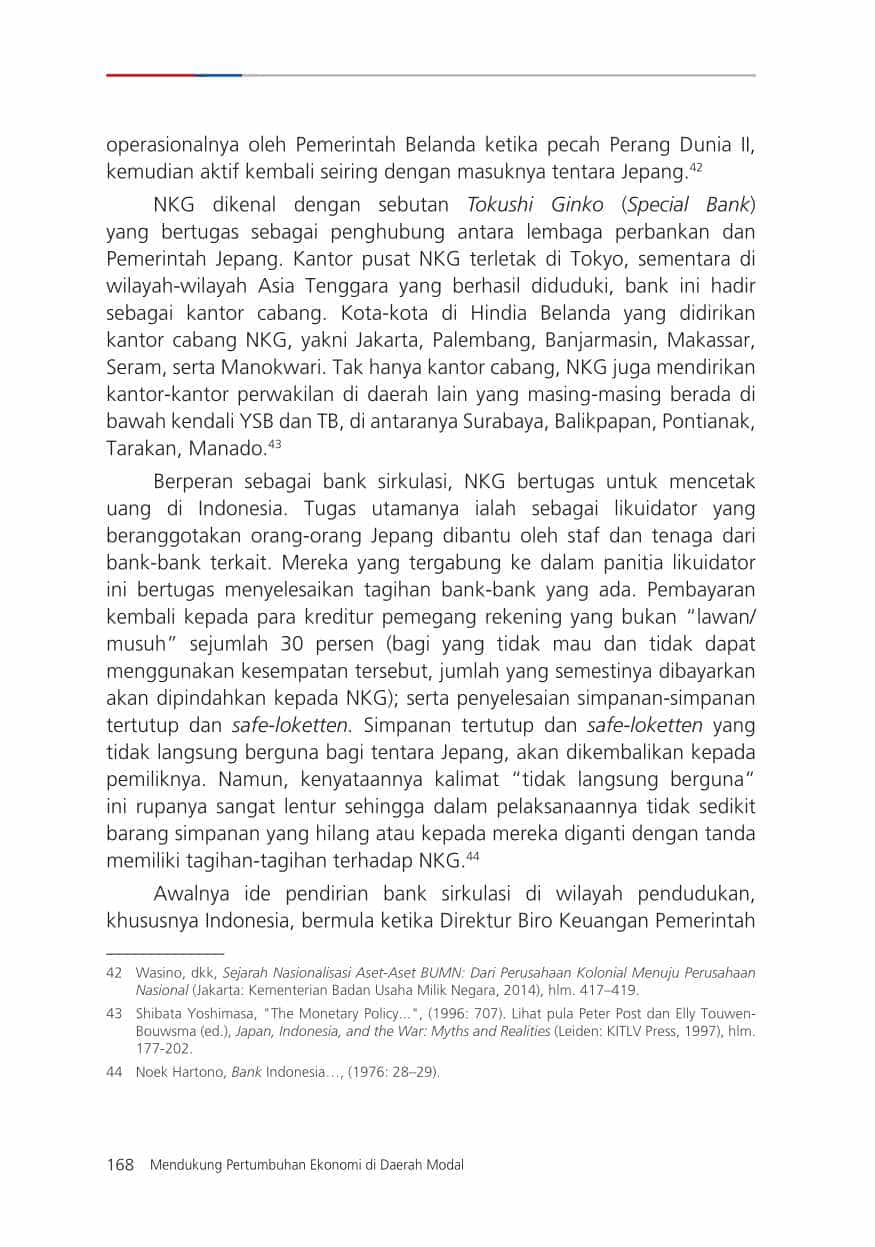 operasionalnya oleh Pemerintah Belanda ketika pecah Perang Dunia II,
kemudian aktif kembali seiring dengan masuknya tentara Jepang.42
NKG dikenal dengan sebutan Tokushi Ginko (Special Bank)
yang bertugas sebagai penghubung antara lembaga perbankan dan
Pemerintah Jepang. Kantor pusat NKG terletak di Tokyo, sementara di
wilayah-wilayah Asia Tenggara yang berhasil diduduki, bank ini hadir
sebagai kantor cabang. Kota-kota di Hindia Belanda yang didirikan
kantor cabang NKG, yakni Jakarta, Palembang, Banjarmasin, Makassar,
Seram, serta Manokwari. Tak hanya kantor cabang, NKG juga mendirikan
kantor-kantor perwakilan di daerah lain yang masing-masing berada di
bawah kendali YSB dan TB, di antaranya Surabaya, Balikpapan, Pontianak,
Tarakan, Manado.43
Berperan sebagai bank sirkulasi, NKG bertugas untuk mencetak
uang di Indonesia. Tugas utamanya ialah sebagai likuidator yang
beranggotakan orang-orang Jepang dibantu oleh staf dan tenaga dari
bank-bank terkait. Mereka yang tergabung ke dalam panitia likuidator
ini bertugas menyelesaikan tagihan bank-bank yang ada. Pembayaran
kembali kepada para kreditur pemegang rekening yang bukan “lawan/
musuh” sejumlah 30 persen (bagi yang tidak mau dan tidak dapat
menggunakan kesempatan tersebut, jumlah yang semestinya dibayarkan
akan dipindahkan kepada NKG); serta penyelesaian simpanan-simpanan
tertutup dan safe-loketten. Simpanan tertutup dan safe-loketten yang
tidak langsung berguna bagi tentara Jepang, akan dikembalikan kepada
pemiliknya. Namun, kenyataannya kalimat “tidak langsung berguna“
ini rupanya sangat lentur sehingga dalam pelaksanaannya tidak sedikit
barang simpanan yang hilang atau kepada mereka diganti dengan tanda
memiliki tagihan-tagihan terhadap NKG.44
Awalnya ide pendirian bank sirkulasi di wilayah pendudukan,
khususnya Indonesia, bermula ketika Direktur Biro Keuangan Pemerintah
42 Wasino, dkk, Sejarah Nasionalisasi Aset-Aset BUMN: Dari Perusahaan Kolonial Menuju Perusahaan
Nasional (Jakarta: Kementerian Badan Usaha Milik Negara, 2014), hlm. 417–419.
43 Shibata Yoshimasa, "The Monetary Policy...", (1996: 707). Lihat pula Peter Post dan Elly Touwen-
Bouwsma (ed.), Japan, Indonesia, and the War: Myths and Realities (Leiden: KITLV Press, 1997), hlm.
177-202.
44 Noek Hartono, Bank Indonesia…, (1976: 28–29).
168 Mendukung Pertumbuhan Ekonomi di Daerah Modal